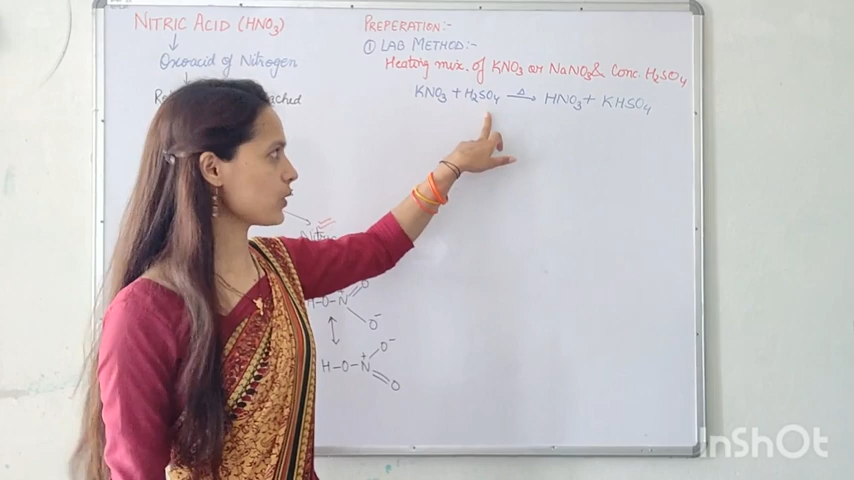 NITRIC ACID (HNO3)
↓
Oxoacid of Nitrogen
↓
PREPERATION:-
① LAB METHOD:-
Heating mix. of KNO3 or NaNO3 & Conc. H2SO4
KNO3 + H2SO4 —Δ→ HNO3 + KHSO4
H-O-N+ O
O-
↕
O-
H-O-N+
O
InShOt